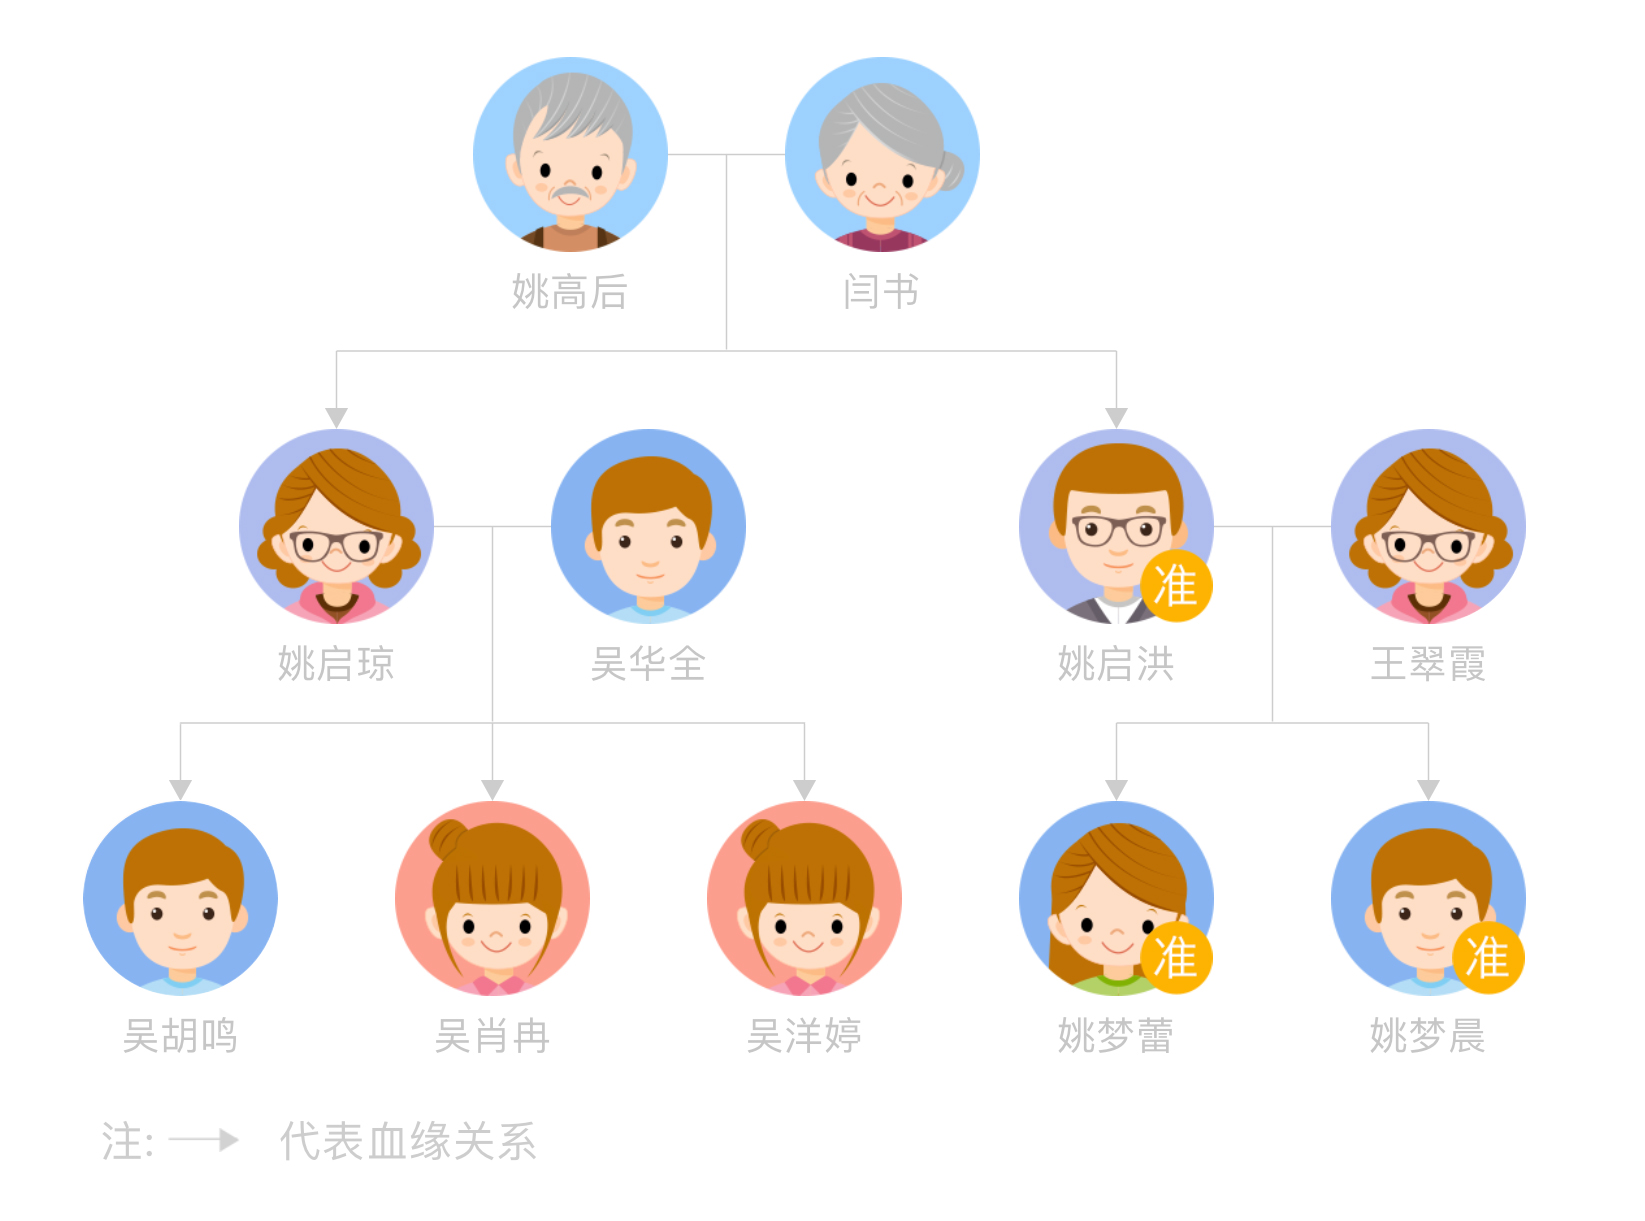 姚高后
闫书
姚启琼
吴华全
准
姚启洪
王翠霞
吴胡鸣
吴肖冉
吴洋婷
准
姚梦蕾
准
姚梦晨
注: 代表血缘关系